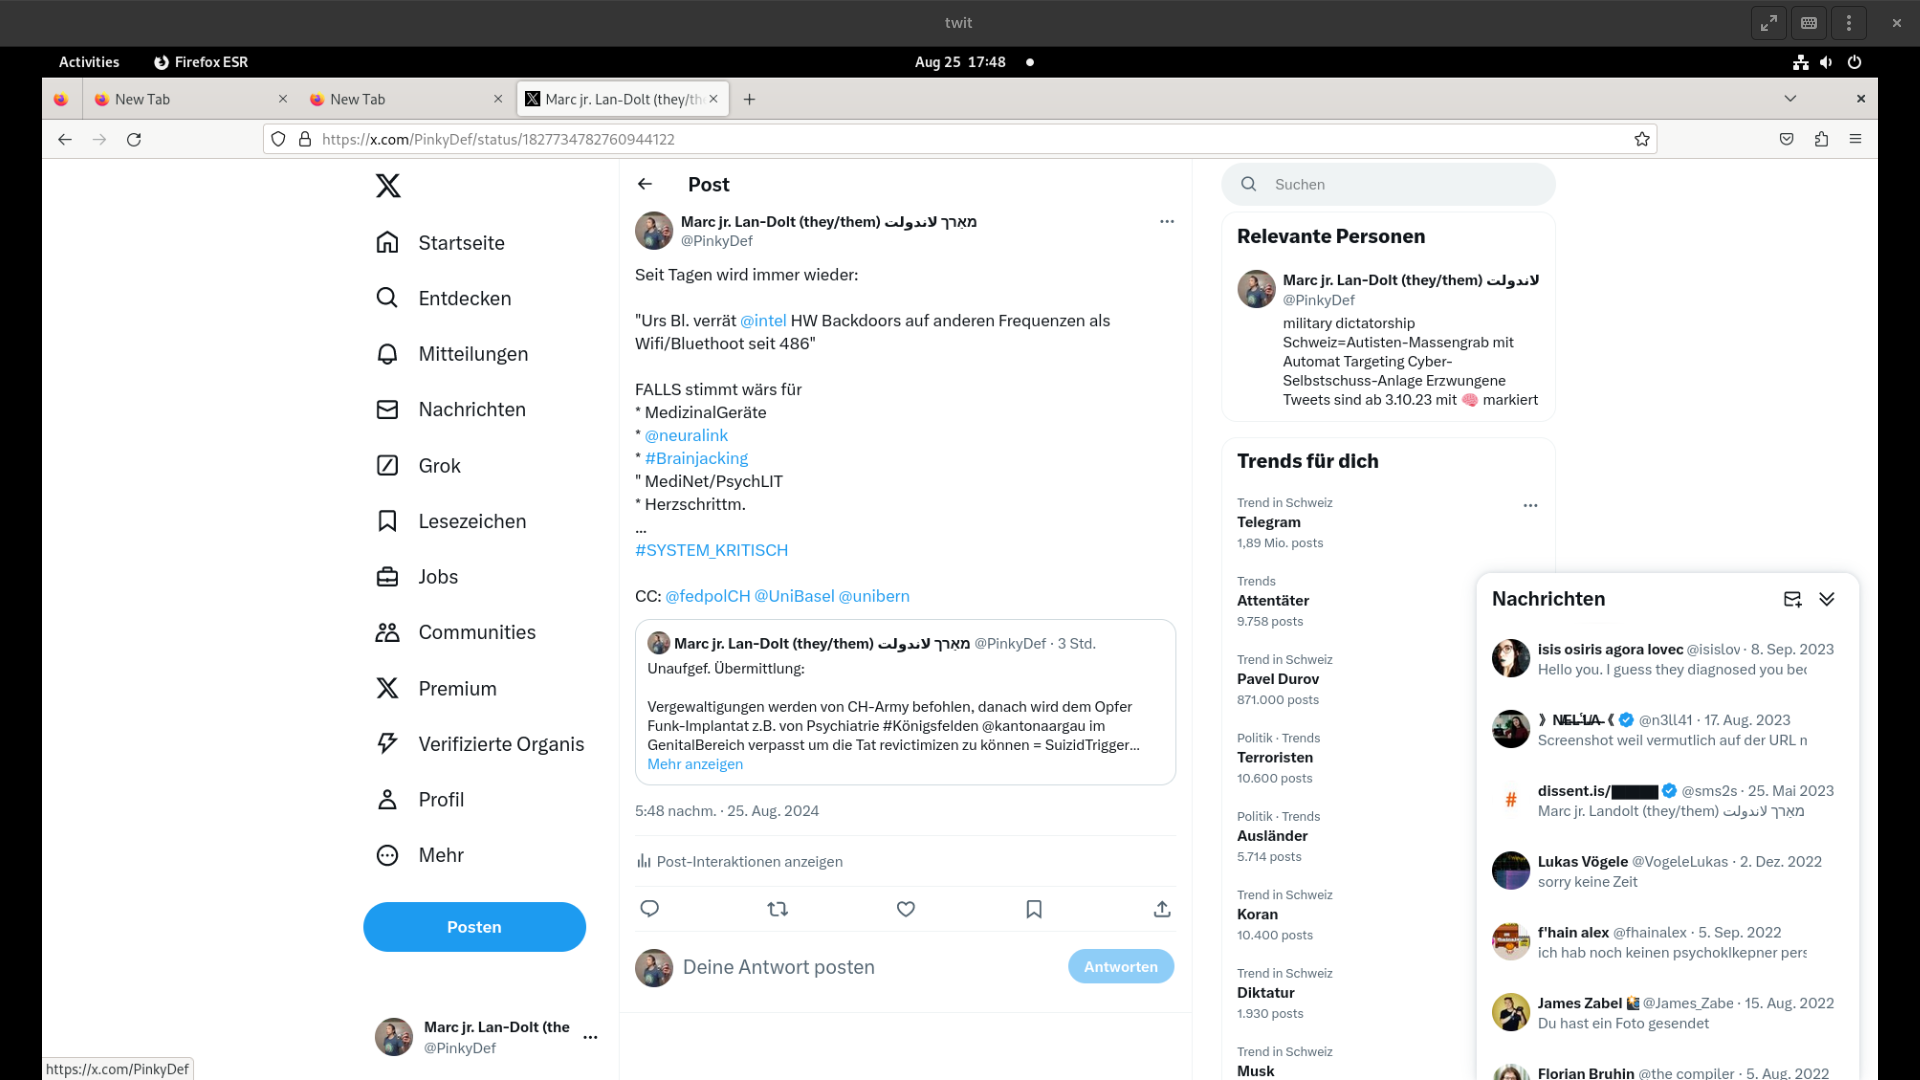 twit
Activities
Firefox ESR
Aug 25 17:48
New Tab
New Tab
Marc jr. Lan-Dolt (they/th
https://x.com/PinkyDef/status/1827734782760944122
Startseite
Entdecken
Mitteilungen
Nachrichten
Grok
Lesezeichen
Jobs
Communities
Premium
Verifizierte Organis
Profil
Mehr
Posten
Marc jr. Lan-Dolt (the
@PinkyDef
https://x.com/PinkyDef
Post
Marc jr. Lan-Dolt (they/them) מאַרך لاندولت
@PinkyDef
Seit Tagen wird immer wieder:
"Urs Bl. verrät @intel HW Backdoors auf anderen Frequenzen als
Wifi/Bluethoot seit 486"
FALLS stimmt wärs für
* MedizinalGeräte
* @neuralink
* #Brainjacking
" MediNet/PsychLIT
* Herzschrittm.
...
#SYSTEM_KRITISCH
CC: @fedpolCH @UniBasel @unibern
Marc jr. Lan-Dolt (they/them) מאַרך لاندولت @PinkyDef · 3 Std.
Unaufgef. Übermittlung:
Vergewaltigungen werden von CH-Army befohlen, danach wird dem Opfer
Funk-Implantat z.B. von Psychiatrie #Königsfelden @kantonaargau im
GenitalBereich verpasst um die Tat revictimizen zu können = SuizidTrigger…
Mehr anzeigen
5:48 nachm. · 25. Aug. 2024
Post-Interaktionen anzeigen
Deine Antwort posten
Antworten
Suchen
Relevante Personen
Marc jr. Lan-Dolt (they/them) لاندولت
@PinkyDef
military dictatorship
Schweiz=Autisten-Massengrab mit
Automat Targeting Cyber-
Selbstschuss-Anlage Erzwungene
Tweets sind ab 3.10.23 mit 🧠 markiert
Trends für dich
Trend in Schweiz
Telegram
1,89 Mio. posts
Trends
Attentäter
9.758 posts
Trend in Schweiz
Pavel Durov
871.000 posts
Politik · Trends
Terroristen
10.600 posts
Politik · Trends
Ausländer
5.714 posts
Trend in Schweiz
Koran
10.400 posts
Trend in Schweiz
Diktatur
1.930 posts
Trend in Schweiz
Musk
Nachrichten
isis osiris agora lovec @isislov · 8. Sep. 2023
Hello you. I guess they diagnosed you bec
@n3ll41 · 17. Aug. 2023
Screenshot weil vermutlich auf der URL n
dissent.is/ @sms2s · 25. Mai 2023
Marc jr. Landolt (they/them) מאַרך لاندولت
Lukas Vögele @VogeleLukas · 2. Dez. 2022
sorry keine Zeit
f'hain alex @fhainalex · 5. Sep. 2022
ich hab noch keinen psychoklkepner pers
James Zabel @James_Zabe · 15. Aug. 2022
Du hast ein Foto gesendet
Florian Bruhin @the_compiler · 5. Aug. 2022